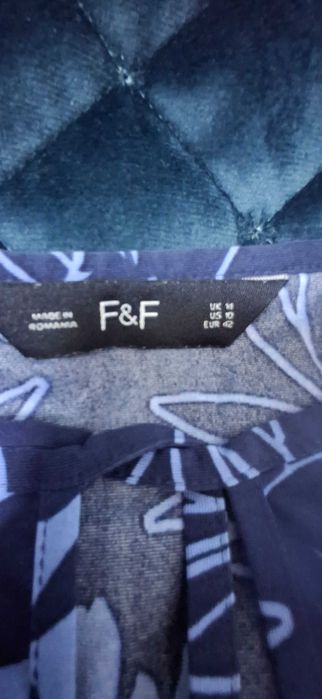 MADE IN
ROMANIA
F&F
UK 14
US 10
EUR 42